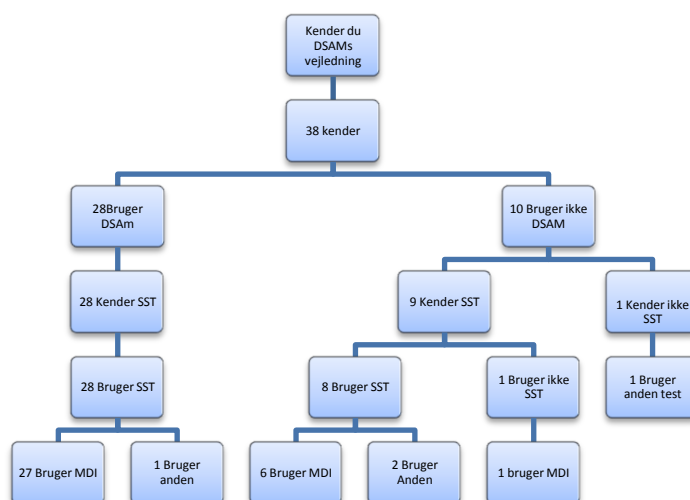 Kender du
DSAMs
vejledning
38 kender
28Bruger
DSAm
10 Bruger ikke
DSAM
28 Kender SST
9 Kender SST
1 Kender ikke
SST
28 Bruger SST
8 Bruger SST
1 Bruger ikke
SST
1 Bruger
anden test
27 Bruger MDI
1 Bruger
anden
6 Bruger MDI
2 Bruger
Anden
1 bruger MDI